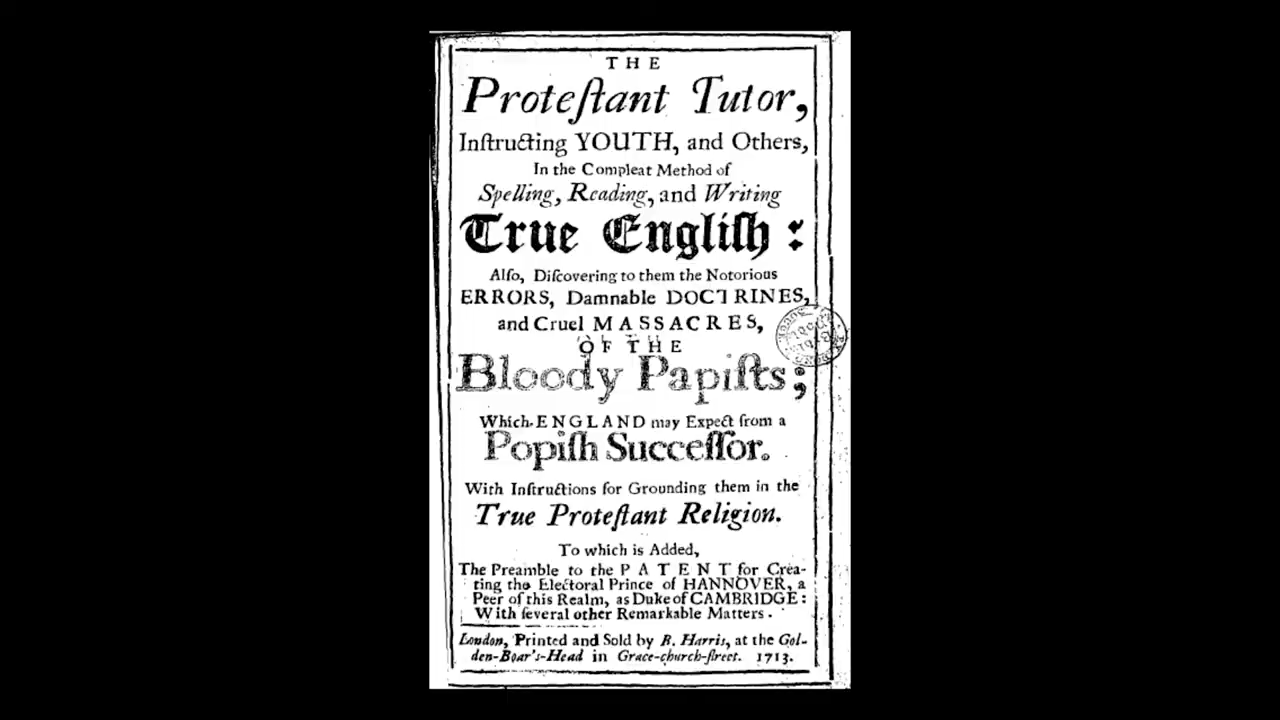 THE
Proteſtant Tutor,
Inſtructing YOUTH, and Others,
In the Compleat Method of
Spelling, Reading, and Writing
True Engliſh:
Alſo, Diſcovering to them the Notorious
ERRORS, Damnable DOCTRINES,
and Cruel MASSACRES,
OF THE
Bloody Papiſts;
Which ENGLAND may Expect from a
Popiſh Succeſſor.
With Inſtructions for Grounding them in the
True Proteſtant Religion.
To which is Added,
The Preamble to the PATENT for Crea-
ting the Electoral Prince of HANNOVER, a
Peer of this Realm, as Duke of CAMBRIDGE:
With ſeveral other Remarkable Matters.
London, Printed and Sold by B. Harris, at the Gol-
den-Boar's-Head in Grace-church-ſtreet. 1713.